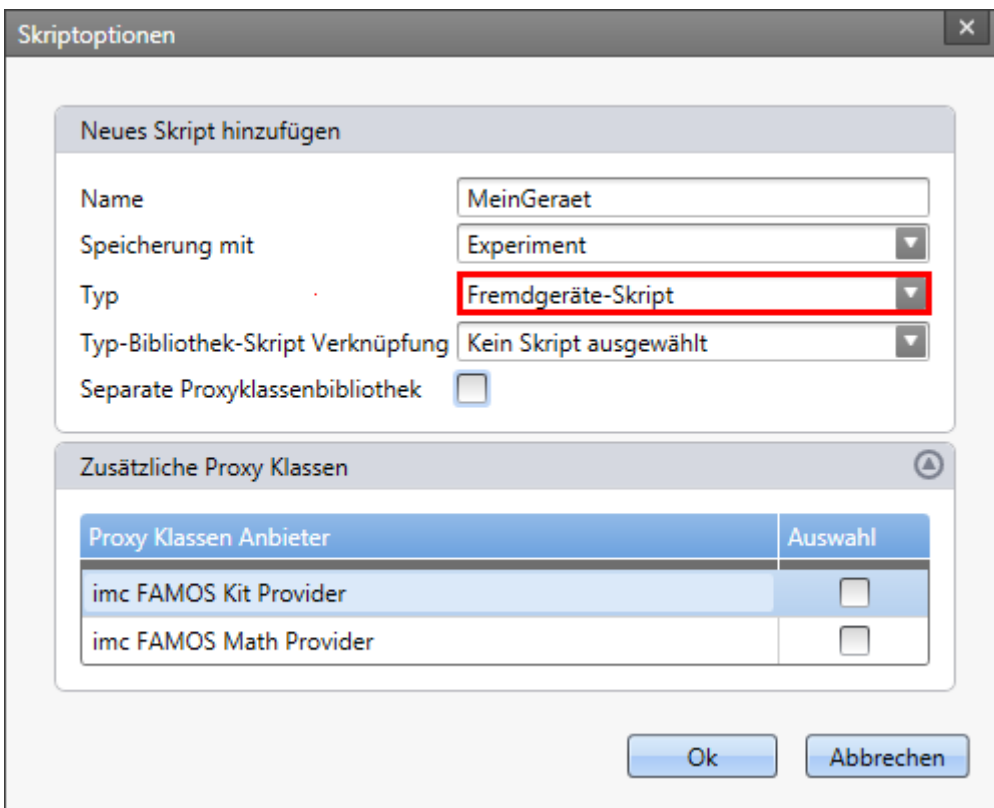 Skriptoptionen
Neues Skript hinzufügen
Name MeinGeraet
Speicherung mit Experiment
Typ Fremdgeräte-Skript
Typ-Bibliothek-Skript Verknüpfung Kein Skript ausgewählt
Separate Proxyklassenbibliothek
Zusätzliche Proxy Klassen
Proxy Klassen Anbieter Auswahl
imc FAMOS Kit Provider
imc FAMOS Math Provider
Ok Abbrechen